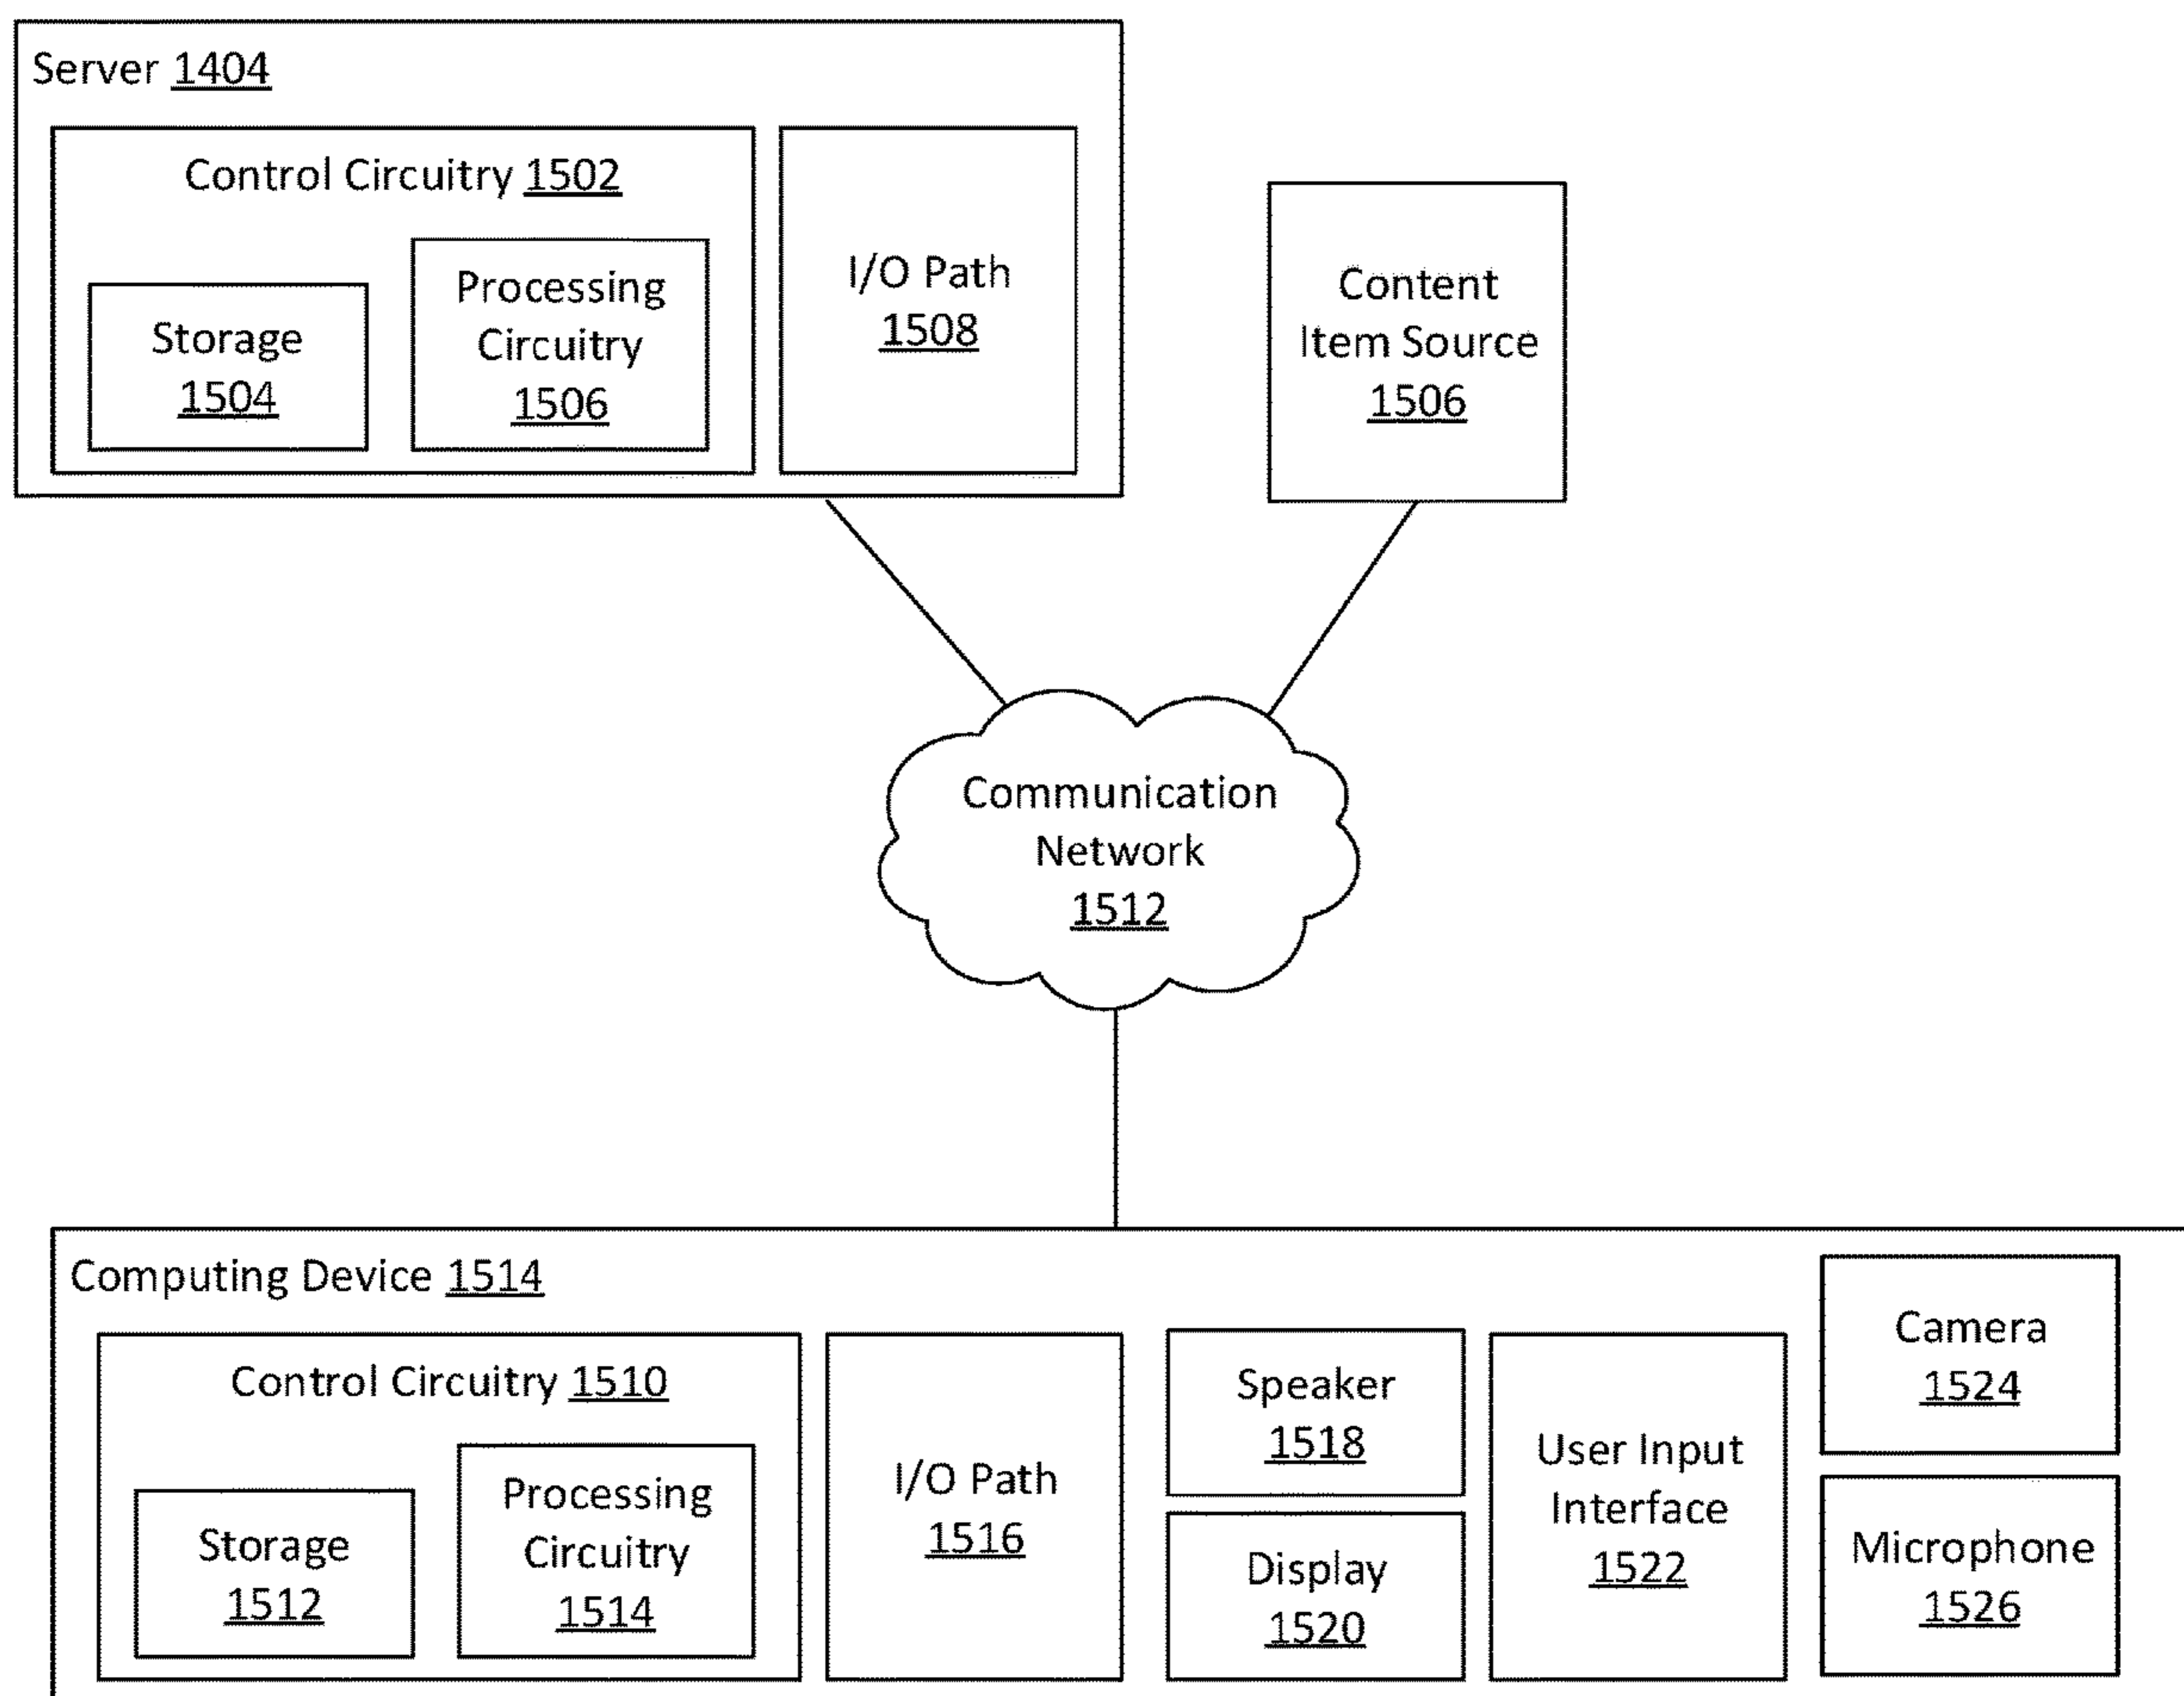 Server 1404
Control Circuitry 1502
Storage
1504
Processing
Circuitry
1506
I/O Path
1508
Content
Item Source
1506
Communication
Network
1512
Computing Device 1514
Control Circuitry 1510
Storage
1512
Processing
Circuitry
1514
I/O Path
1516
Speaker
1518
Display
1520
User Input
Interface
1522
Camera
1524
Microphone
1526